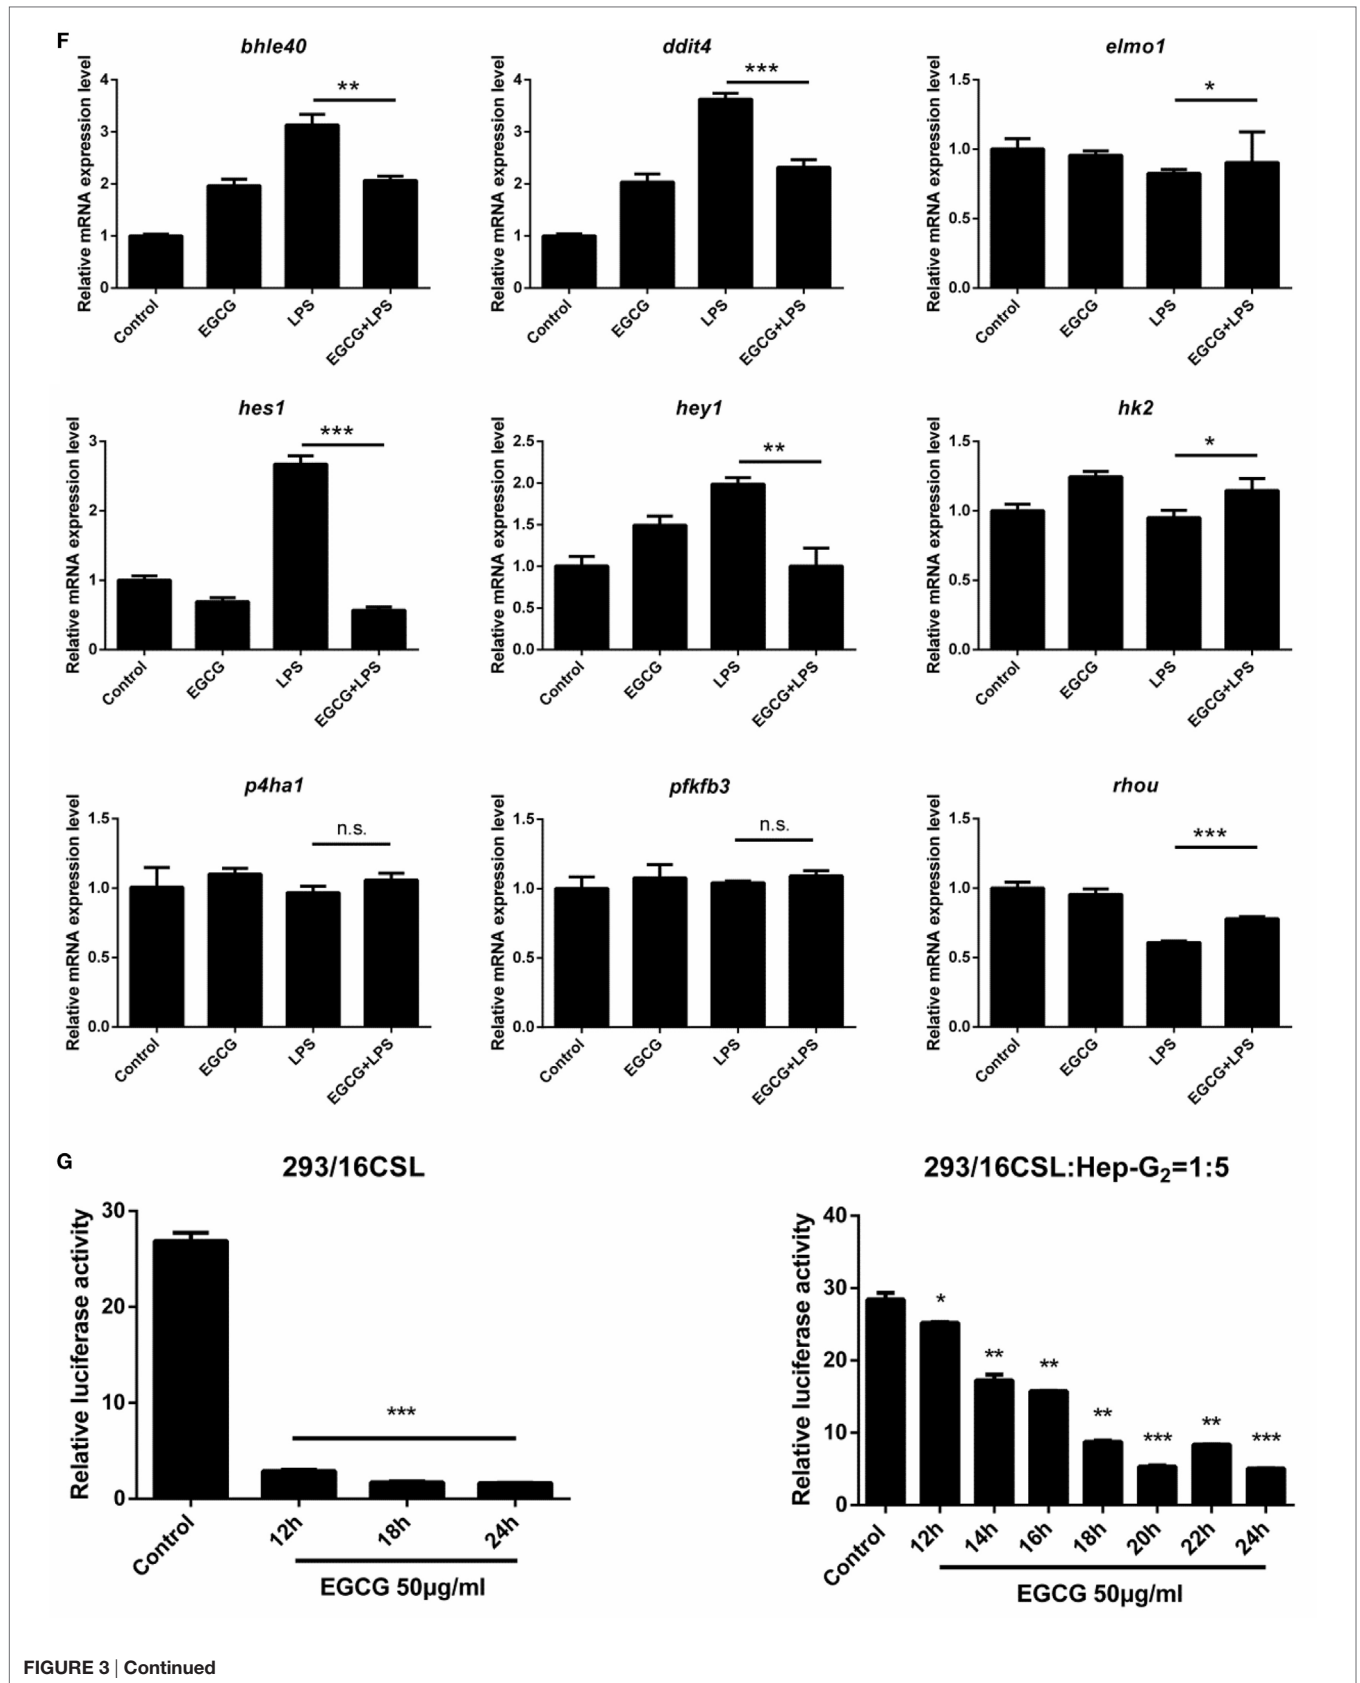 F
bhle40
ddit4
elmo1
Relative mRNA expression level
4
3
2
1
0
**
Control
EGCG
LPS
EGCG+LPS
Relative mRNA expression level
4
3
2
1
0
***
Control
EGCG
LPS
EGCG+LPS
Relative mRNA expression level
1.5
1.0
0.5
0.0
*
Control
EGCG
LPS
EGCG+LPS
hes1
hey1
hk2
Relative mRNA expression level
3
2
1
0
***
Control
EGCG
LPS
EGCG+LPS
Relative mRNA expression level
2.5
2.0
1.5
1.0
0.5
0.0
**
Control
EGCG
LPS
EGCG+LPS
Relative mRNA expression level
1.5
1.0
0.5
0.0
*
Control
EGCG
LPS
EGCG+LPS
p4ha1
pfkfb3
rhou
Relative mRNA expression level
1.5
1.0
0.5
0.0
n.s.
Control
EGCG
LPS
EGCG+LPS
Relative mRNA expression level
1.5
1.0
0.5
0.0
n.s.
Control
EGCG
LPS
EGCG+LPS
Relative mRNA expression level
1.5
1.0
0.5
0.0
***
Control
EGCG
LPS
EGCG+LPS
G
293/16CSL
Relative luciferase activity
30
20
10
0
***
Control
12h
18h
24h
EGCG 50µg/ml
293/16CSL:Hep-G2=1:5
Relative luciferase activity
40
30
20
10
0
*
**
**
**
***
**
***
Control
12h
14h
16h
18h
20h
22h
24h
EGCG 50µg/ml
FIGURE 3 | Continued